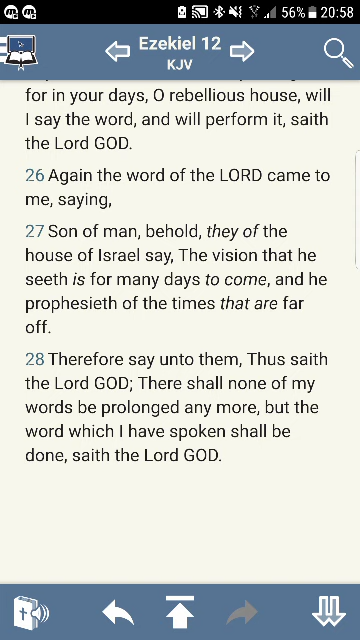 56% 20:58
Ezekiel 12
KJV
for in your days, O rebellious house, will
I say the word, and will perform it, saith
the Lord GOD.
26 Again the word of the LORD came to
me, saying,
27 Son of man, behold, they of the
house of Israel say, The vision that he
seeth is for many days to come, and he
prophesieth of the times that are far
off.
28 Therefore say unto them, Thus saith
the Lord GOD; There shall none of my
words be prolonged any more, but the
word which I have spoken shall be
done, saith the Lord GOD.